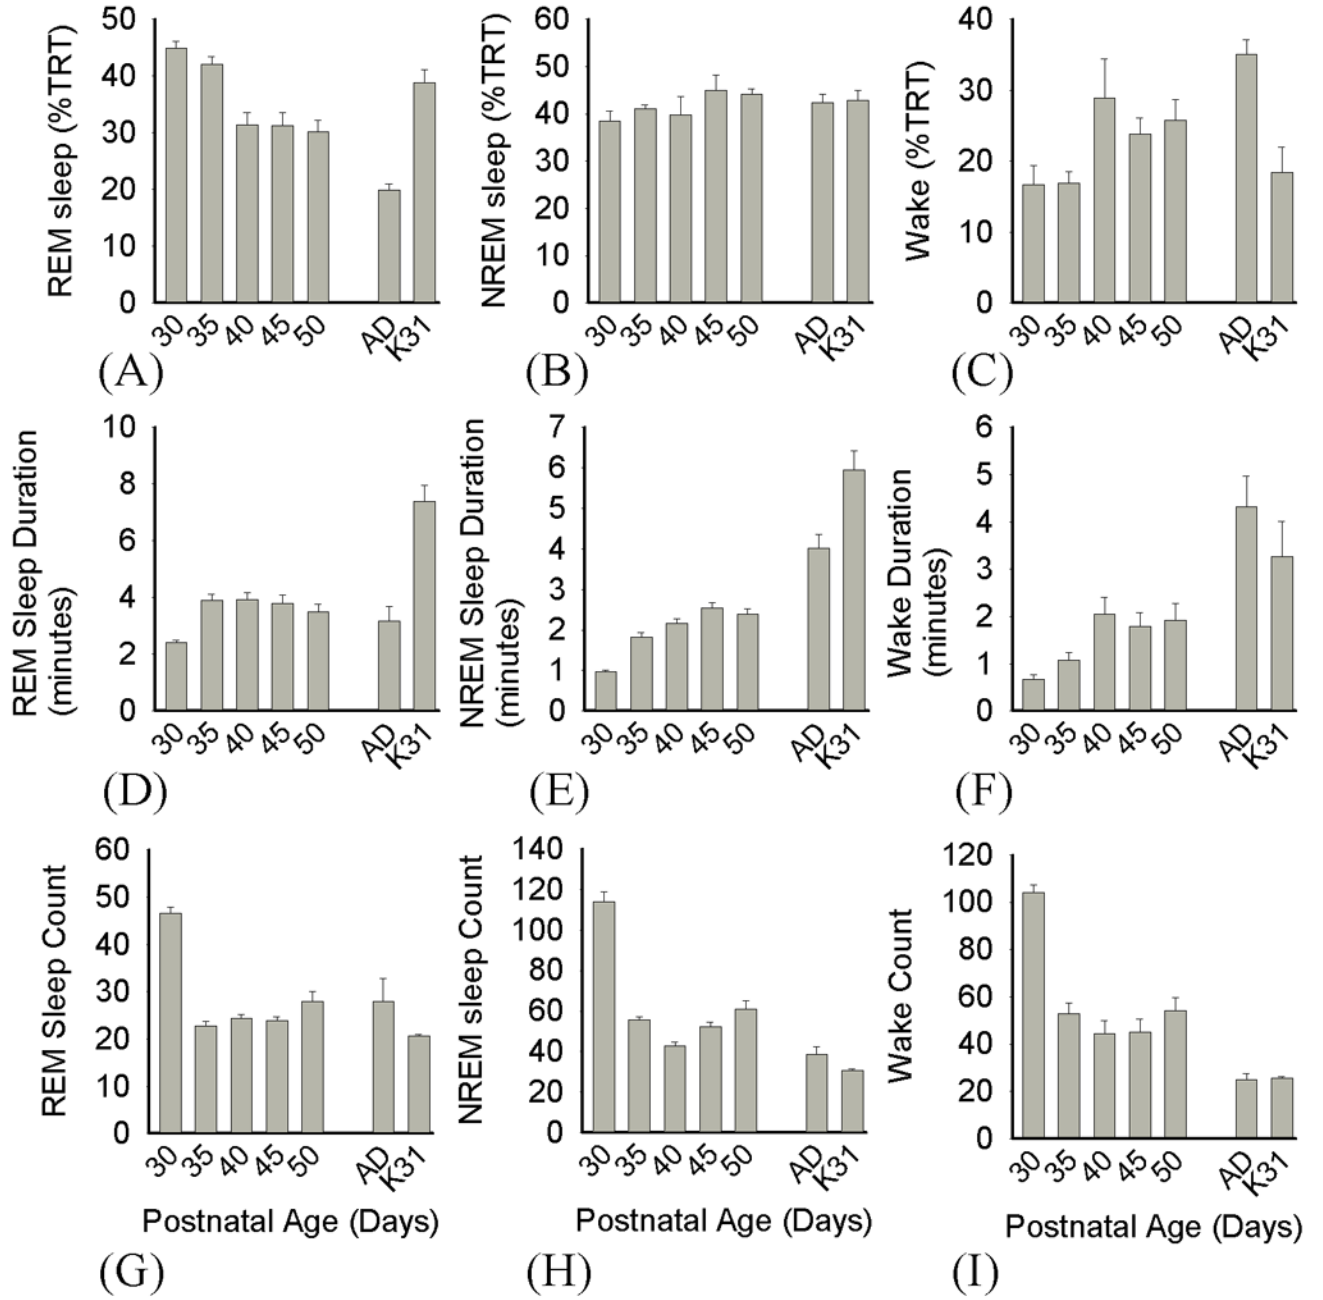 50
40
30
20
10
0
REM sleep (%TRT)
30 35 40 45 50 AD K31
(A)
60
50
40
30
20
10
0
NREM sleep (%TRT)
30 35 40 45 50 AD K31
(B)
40
30
20
10
0
Wake (%TRT)
30 35 40 45 50 AD K31
(C)
10
8
6
4
2
0
REM Sleep Duration
(minutes)
30 35 40 45 50 AD K31
(D)
7
6
5
4
3
2
1
0
NREM Sleep Duration
(minutes)
30 35 40 45 50 AD K31
(E)
6
5
4
3
2
1
0
Wake Duration
(minutes)
30 35 40 45 50 AD K31
(F)
60
50
40
30
20
10
0
REM Sleep Count
30 35 40 45 50 AD K31
Postnatal Age (Days)
(G)
140
120
100
80
60
40
20
0
NREM sleep Count
30 35 40 45 50 AD K31
Postnatal Age (Days)
(H)
120
100
80
60
40
20
0
Wake Count
30 35 40 45 50 AD K31
Postnatal Age (Days)
(I)